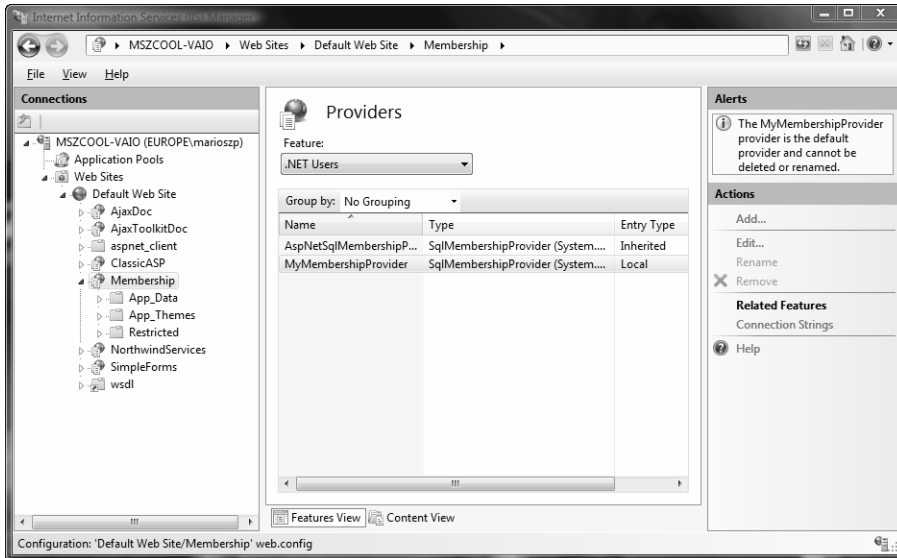 Internet Information Services (IIS) Manager
MSZCOOL-VAIO Web Sites Default Web Site Membership
File View Help
Connections
MSZCOOL-VAIO (EUROPE\marioszp)
Application Pools
Web Sites
Default Web Site
AjaxDoc
AjaxToolkitDoc
aspnet_client
ClassicASP
Membership
App_Data
App_Themes
Restricted
NorthwindServices
SimpleForms
wsdl
Providers
Feature:
.NET Users
Group by: No Grouping
Name Type Entry Type
AspNetSqlMembershipP... SqlMembershipProvider (System.... Inherited
MyMembershipProvider SqlMembershipProvider (System.... Local
Features View Content View
Alerts
The MyMembershipProvider
provider is the default
provider and cannot be
deleted or renamed.
Actions
Add...
Edit...
Rename
Remove
Related Features
Connection Strings
Help
Configuration: 'Default Web Site/Membership' web.config